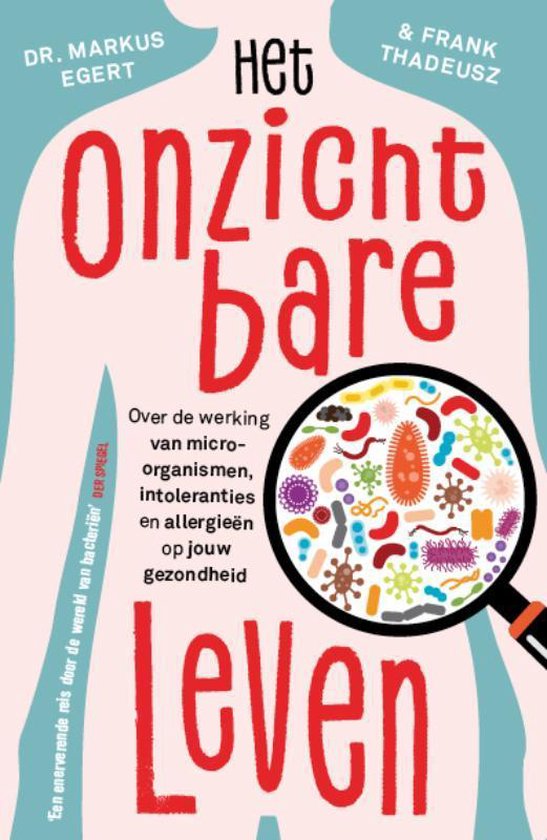 DR. MARKUS
EGERT
& FRANK
THADEUSZ
Het
Onzicht
bare
Over de werking
van micro-
organismen,
intoleranties
en allergieën
op jouw
gezondheid
Leven
'Een enerverende reis door de wereld van bacteriën' DER SPIEGEL